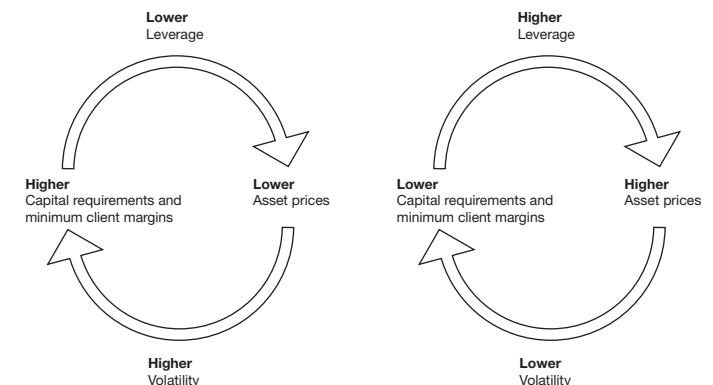 Lower
Leverage
Higher
Capital requirements and
minimum client margins
Lower
Asset prices
Higher
Volatility
Higher
Leverage
Lower
Capital requirements and
minimum client margins
Higher
Asset prices
Lower
Volatility